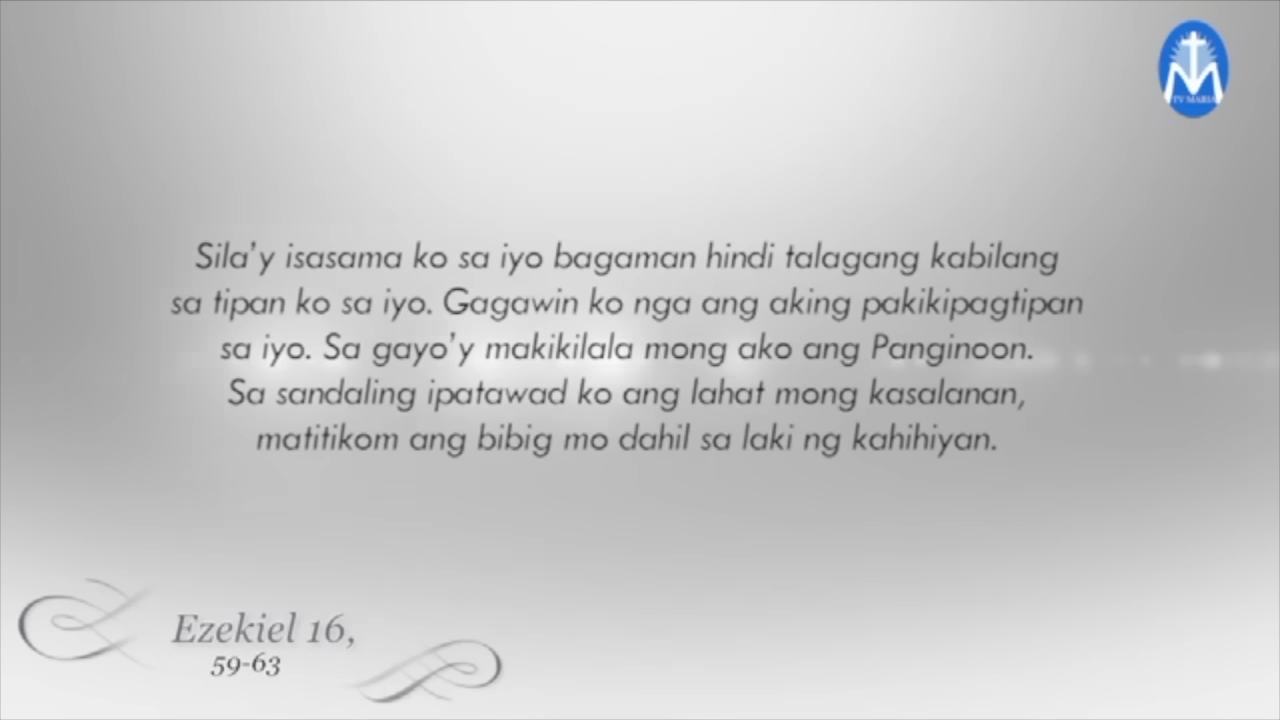 TV MARIA
Sila'y isasama ko sa iyo bagaman hindi talagang kabilang
sa tipan ko sa iyo. Gagawin ko nga ang aking pakikipagtipan
sa iyo. Sa gayo'y makikilala mong ako ang Panginoon.
Sa sandaling ipatawad ko ang lahat mong kasalanan,
matitikom ang bibig mo dahil sa laki ng kahihiyan.
Ezekiel 16,
59-63